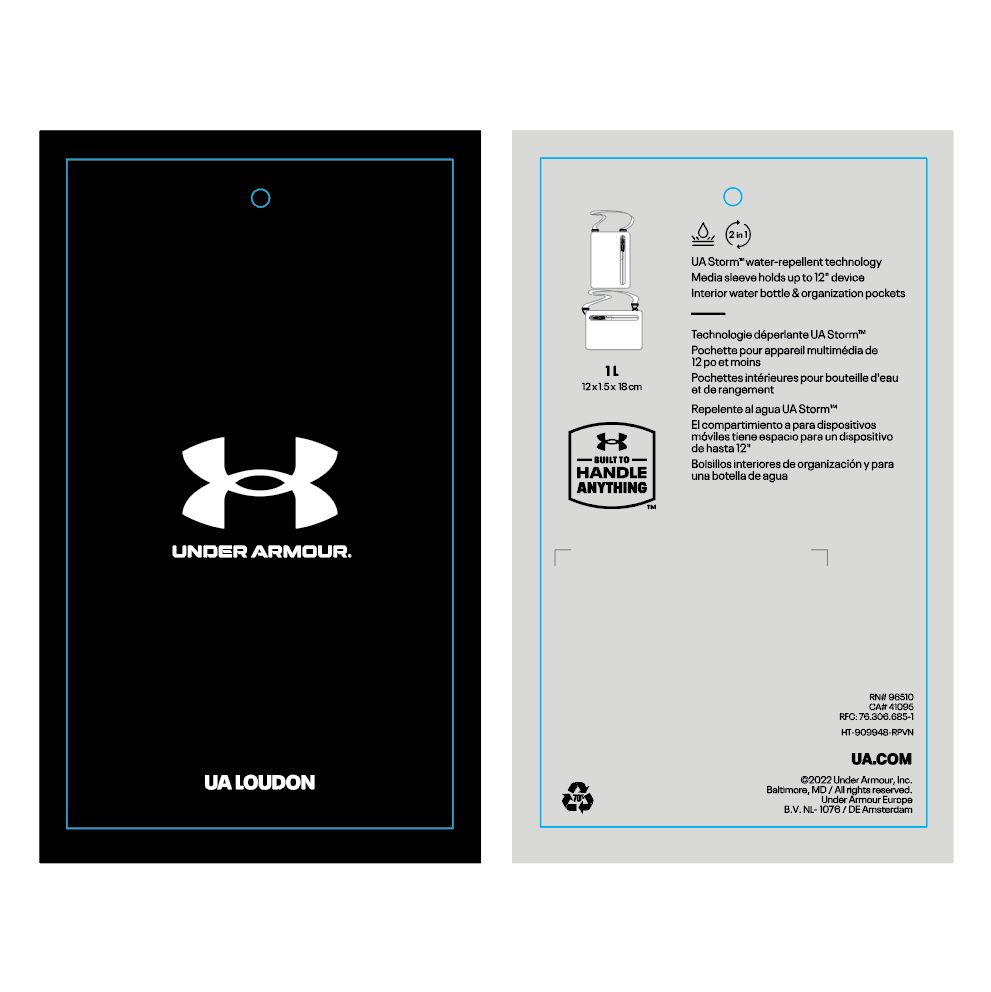 UNDER ARMOUR.
UA LOUDON
2 in 1
UA Storm™ water-repellent technology
Media sleeve holds up to 12" device
Interior water bottle & organization pockets
Technologie déperlante UA Storm™
Pochette pour appareil multimédia de
12 po et moins
Pochettes intérieures pour bouteille d'eau
et de rangement
Repelente al agua UA Storm™
El compartimiento a para dispositivos
móviles tiene espacio para un dispositivo
de hasta 12"
Bolsillos interiores de organización y para
una botella de agua
1 L
12 x 1.5 x 18 cm
BUILT TO
HANDLE
ANYTHING
™
RN# 96510
CA# 41095
RFC: 76.306.685-1
HT-909948-RPVN
UA.COM
©2022 Under Armour, Inc.
Baltimore, MD / All rights reserved.
Under Armour Europe
B.V. NL- 1076 / DE Amsterdam
70%